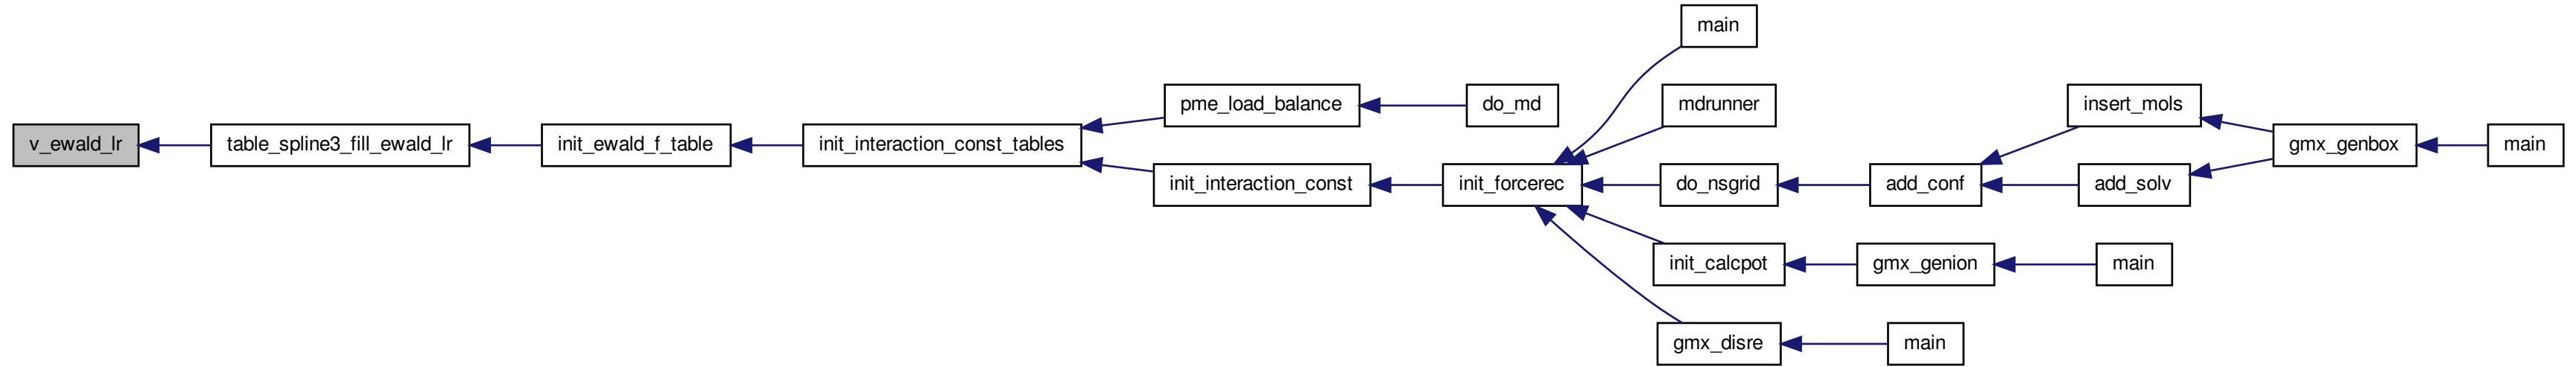 main
pme_load_balance
do_md
mdrunner
insert_mols
v_ewald_lr
table_spline3_fill_ewald_lr
init_ewald_f_table
init_interaction_const_tables
gmx_genbox
main
init_interaction_const
init_forcerec
do_nsgrid
add_conf
add_solv
init_calcpot
gmx_genion
main
gmx_disre
main